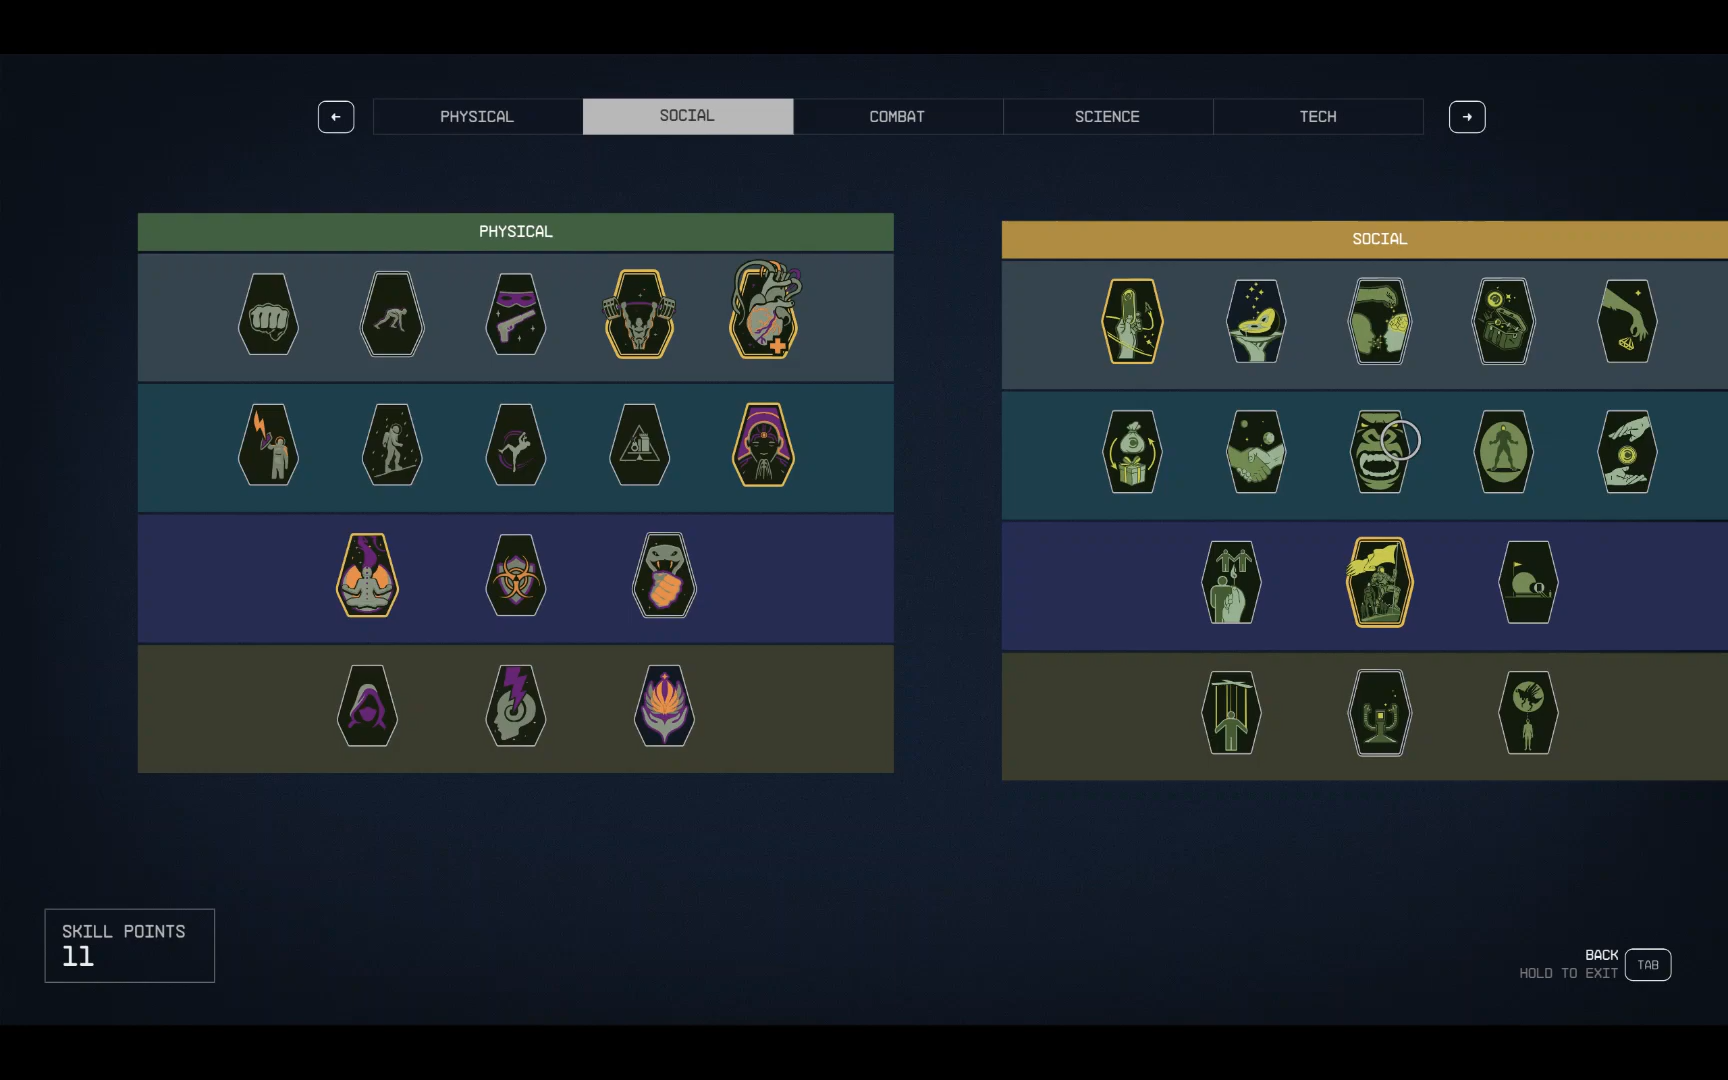 PHYSICAL
SOCIAL
COMBAT
SCIENCE
TECH
PHYSICAL
SOCIAL
SKILL POINTS
11
BACK
HOLD TO EXIT
TAB